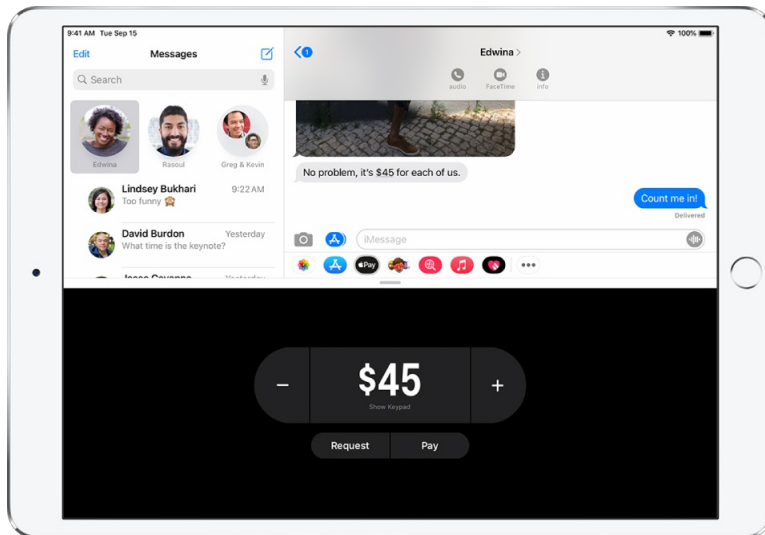 9:41 AM Tue Sep 15
100%
Edit
Messages
Search
Edwina
Rasoul
Greg & Kevin
Lindsey Bukhari
9:22 AM
Too funny 🙈
David Burdon
Yesterday
What time is the keynote?
Yesterday
1
Edwina >
audio
FaceTime
info
No problem, it's $45 for each of us.
Count me in!
Delivered
iMessage
Pay
− $45 +
Show Keypad
Request
Pay